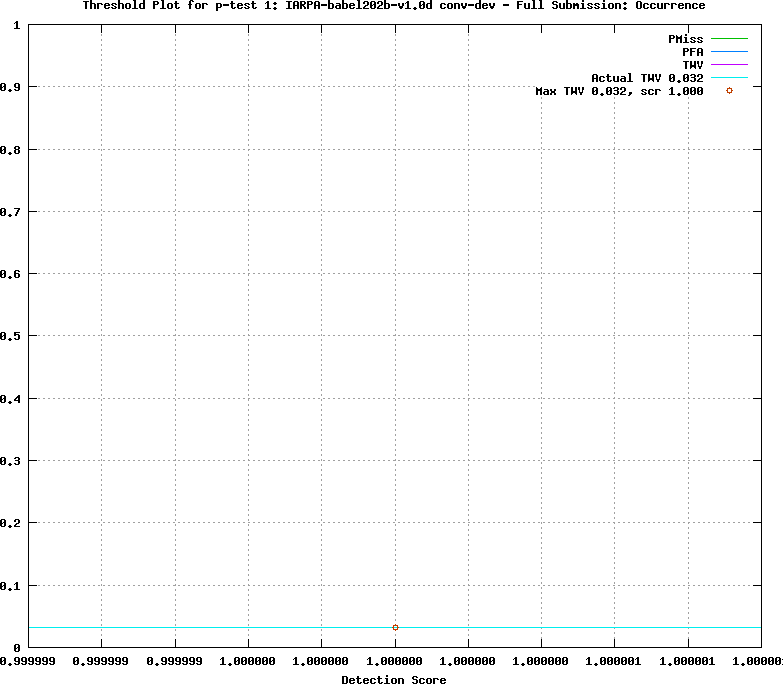 Threshold Plot for p-test 1: IARPA-babel202b-v1.0d conv-dev - Full Submission: Occurrence
PMiss
PFA
TWV
Actual TWV 0.032
Max TWV 0.032, scr 1.000
1
0.9
0.8
0.7
0.6
0.5
0.4
0.3
0.2
0.1
0
0.999999 0.999999 0.999999 1.000000 1.000000 1.000000 1.000000 1.000000 1.000001 1.000001 1.00000
Detection Score